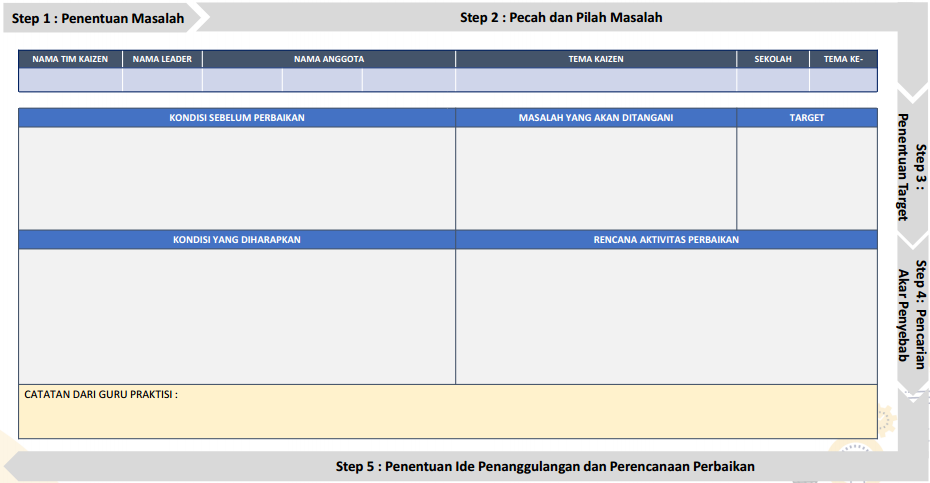 Step 1 : Penentuan Masalah
Step 2 : Pecah dan Pilah Masalah
NAMA TIM KAIZEN
NAMA LEADER
NAMA ANGGOTA
TEMA KAIZEN
SEKOLAH
TEMA KE-
KONDISI SEBELUM PERBAIKAN
MASALAH YANG AKAN DITANGANI
TARGET
Step 3 :
Penentuan Target
KONDISI YANG DIHARAPKAN
RENCANA AKTIVITAS PERBAIKAN
Step 4: Pencarian
Akar Penyebab
CATATAN DARI GURU PRAKTISI :
Step 5 : Penentuan Ide Penanggulangan dan Perencanaan Perbaikan